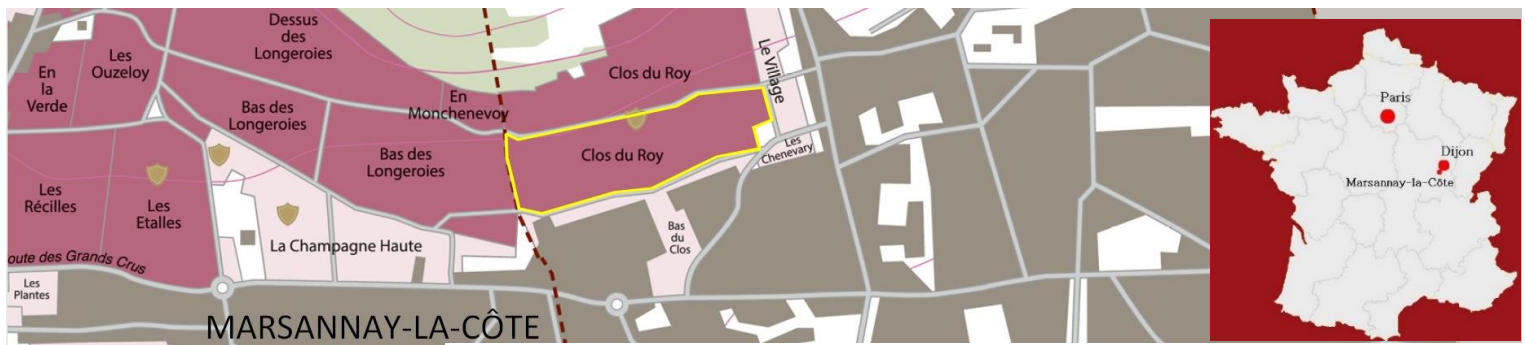 Dessus
des
Longeroies
Les
Ouzeloy
En
la
Verde
Bas des
Longeroies
En
Monchenevoy
Clos du Roy
Le Village
Bas des
Longeroies
Clos du Roy
Les
Chenevary
Les
Récilles
Les
Etalles
La Champagne Haute
Bas
du
Clos
oute des Grands Crus
Les
Plantes
MARSANNAY-LA-CÔTE
Paris
Dijon
Marsannay-la-Côte